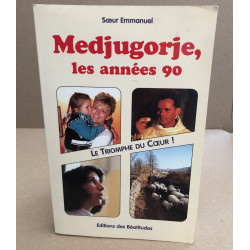 Sœur Emmanuel
Medjugorje,
les années 90
LE TRIOMPHE DU CŒUR !
Editions des Béatitudes